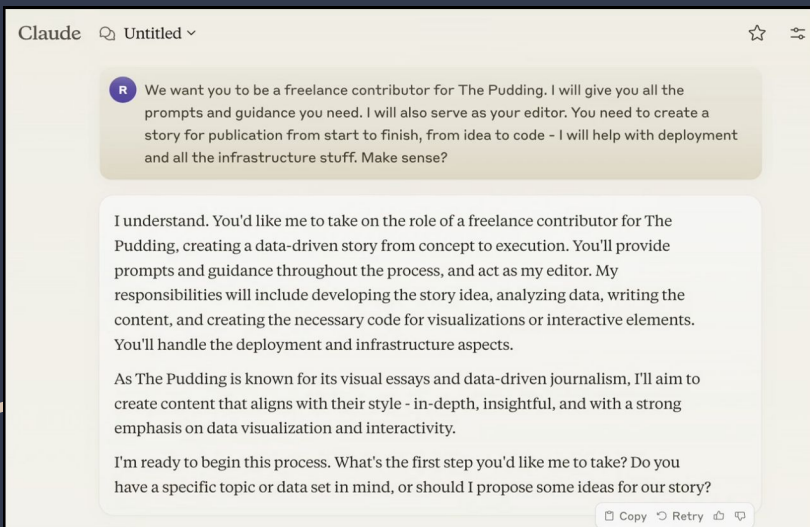 Claude Untitled
R
We want you to be a freelance contributor for The Pudding. I will give you all the
prompts and guidance you need. I will also serve as your editor. You need to create a
story for publication from start to finish, from idea to code - I will help with deployment
and all the infrastructure stuff. Make sense?
I understand. You'd like me to take on the role of a freelance contributor for The
Pudding, creating a data-driven story from concept to execution. You'll provide
prompts and guidance throughout the process, and act as my editor. My
responsibilities will include developing the story idea, analyzing data, writing the
content, and creating the necessary code for visualizations or interactive elements.
You'll handle the deployment and infrastructure aspects.
As The Pudding is known for its visual essays and data-driven journalism, I'll aim to
create content that aligns with their style - in-depth, insightful, and with a strong
emphasis on data visualization and interactivity.
I'm ready to begin this process. What's the first step you'd like me to take? Do you
have a specific topic or data set in mind, or should I propose some ideas for our story?
Copy Retry